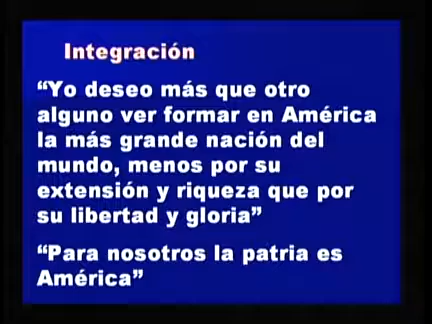 Integración
“Yo deseo más que otro
alguno ver formar en América
la más grande nación del
mundo, menos por su
extensión y riqueza que por
su libertad y gloria”
“Para nosotros la patria es
América”